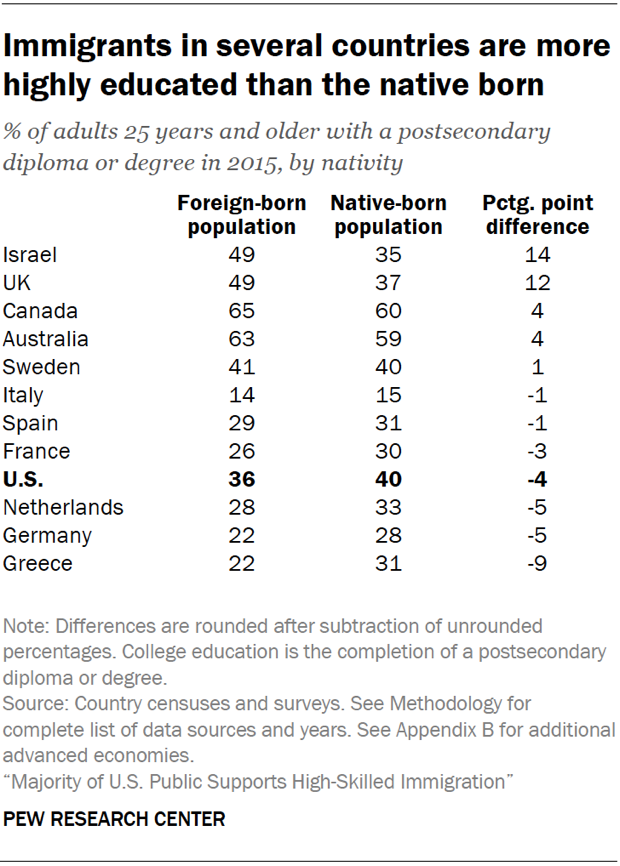 Immigrants in several countries are more
highly educated than the native born
% of adults 25 years and older with a postsecondary
diploma or degree in 2015, by nativity
Foreign-born Native-born Pctg. point
population population difference
Israel 49 35 14
UK 49 37 12
Canada 65 60 4
Australia 63 59 4
Sweden 41 40 1
Italy 14 15 -1
Spain 29 31 -1
France 26 30 -3
U.S. 36 40 -4
Netherlands 28 33 -5
Germany 22 28 -5
Greece 22 31 -9
Note: Differences are rounded after subtraction of unrounded
percentages. College education is the completion of a postsecondary
diploma or degree.
Source: Country censuses and surveys. See Methodology for
complete list of data sources and years. See Appendix B for additional
advanced economies.
“Majority of U.S. Public Supports High-Skilled Immigration”
PEW RESEARCH CENTER